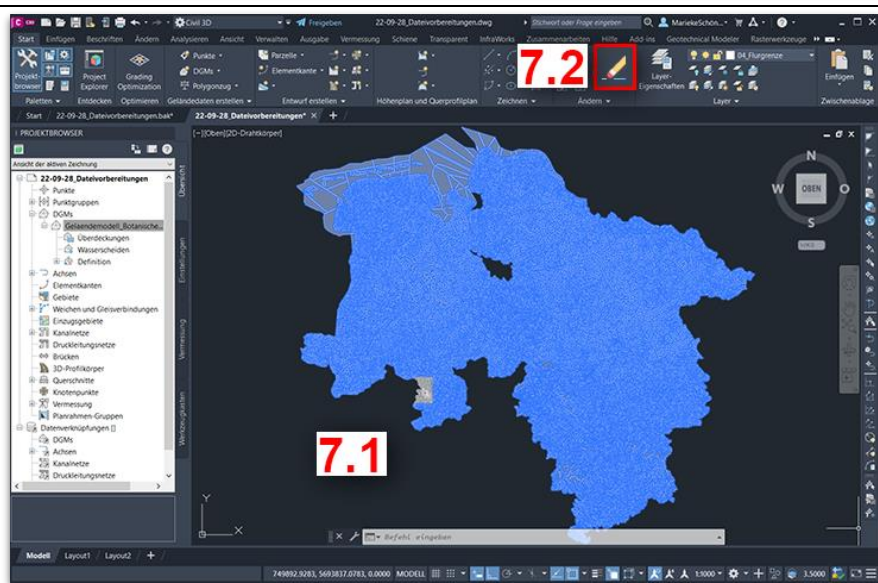 Civil 3D
Freigeben
22-09-28_Dateivorbereitungen.dwg
Stichwort oder Frage eingeben
MariekeSchön...
Start Einfügen Beschriften Ändern Analysieren Ansicht Verwalten Ausgabe Vermessung Schiene Transparent InfraWorks Zusammenarbeiten Hilfe Add-ins Geotechnical Modeler Rasterwerkzeuge
Projekt-
browser
Project
Explorer
Grading
Optimization
Punkte
DGMs
Polygonzug
Parzelle
Elementkante
7.2
Layer-
Eigenschaften
04_Flurgrenze
Einfügen
Paletten Entdecken Optimieren Geländedaten erstellen Entwurf erstellen Höhenplan und Querprofilplan Zeichnen Ändern Layer Zwischenablage
Start 22-09-28_Dateivorbereitungen.bak* 22-09-28_Dateivorbereitungen* × +
PROJEKTBROWSER
[-][Oben][2D-Drahtkörper]
Ansicht der aktiven Zeichnung
22-09-28_Dateivorbereitungen
Punkte
Punktgruppen
DGMs
Gelaendemodell_Botanische...
Überdeckungen
Wasserscheiden
Definition
Achsen
Elementkanten
Gebiete
Weichen und Gleisverbindungen
Einzugsgebiete
Kanalnetze
Druckleitungsnetze
Brücken
3D-Profilkörper
Querschnitte
Knotenpunkte
Vermessung
Planrahmen-Gruppen
Datenverknüpfungen []
DGMs
Achsen
Kanalnetze
Druckleitungsnetze
Übersicht
Einstellungen
Vermessung
Werkzeugkasten
N
W OBEN O
S
WKS
7.1
Y
X
Befehl eingeben
Modell Layout1 Layout2 +
749892.9283, 5693837.0783, 0.0000 MODELL 1:1000 3.5000